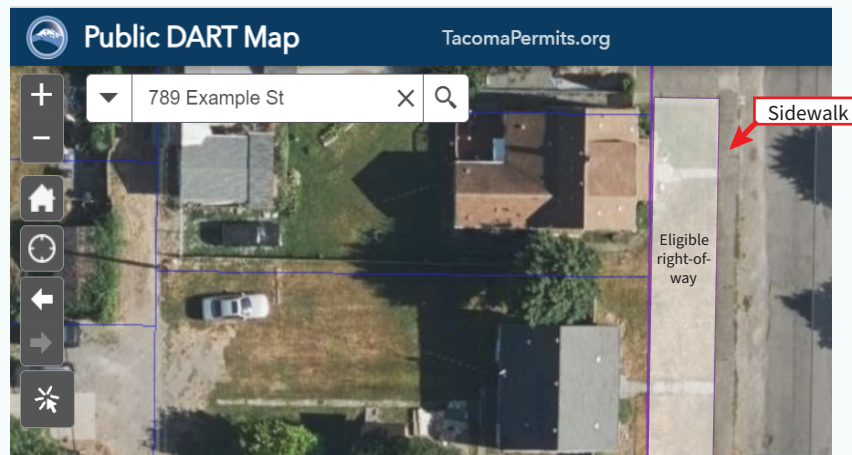 Public DART Map
TacomaPermits.org
+
789 Example St
−
Sidewalk
Eligible
right-of-
way